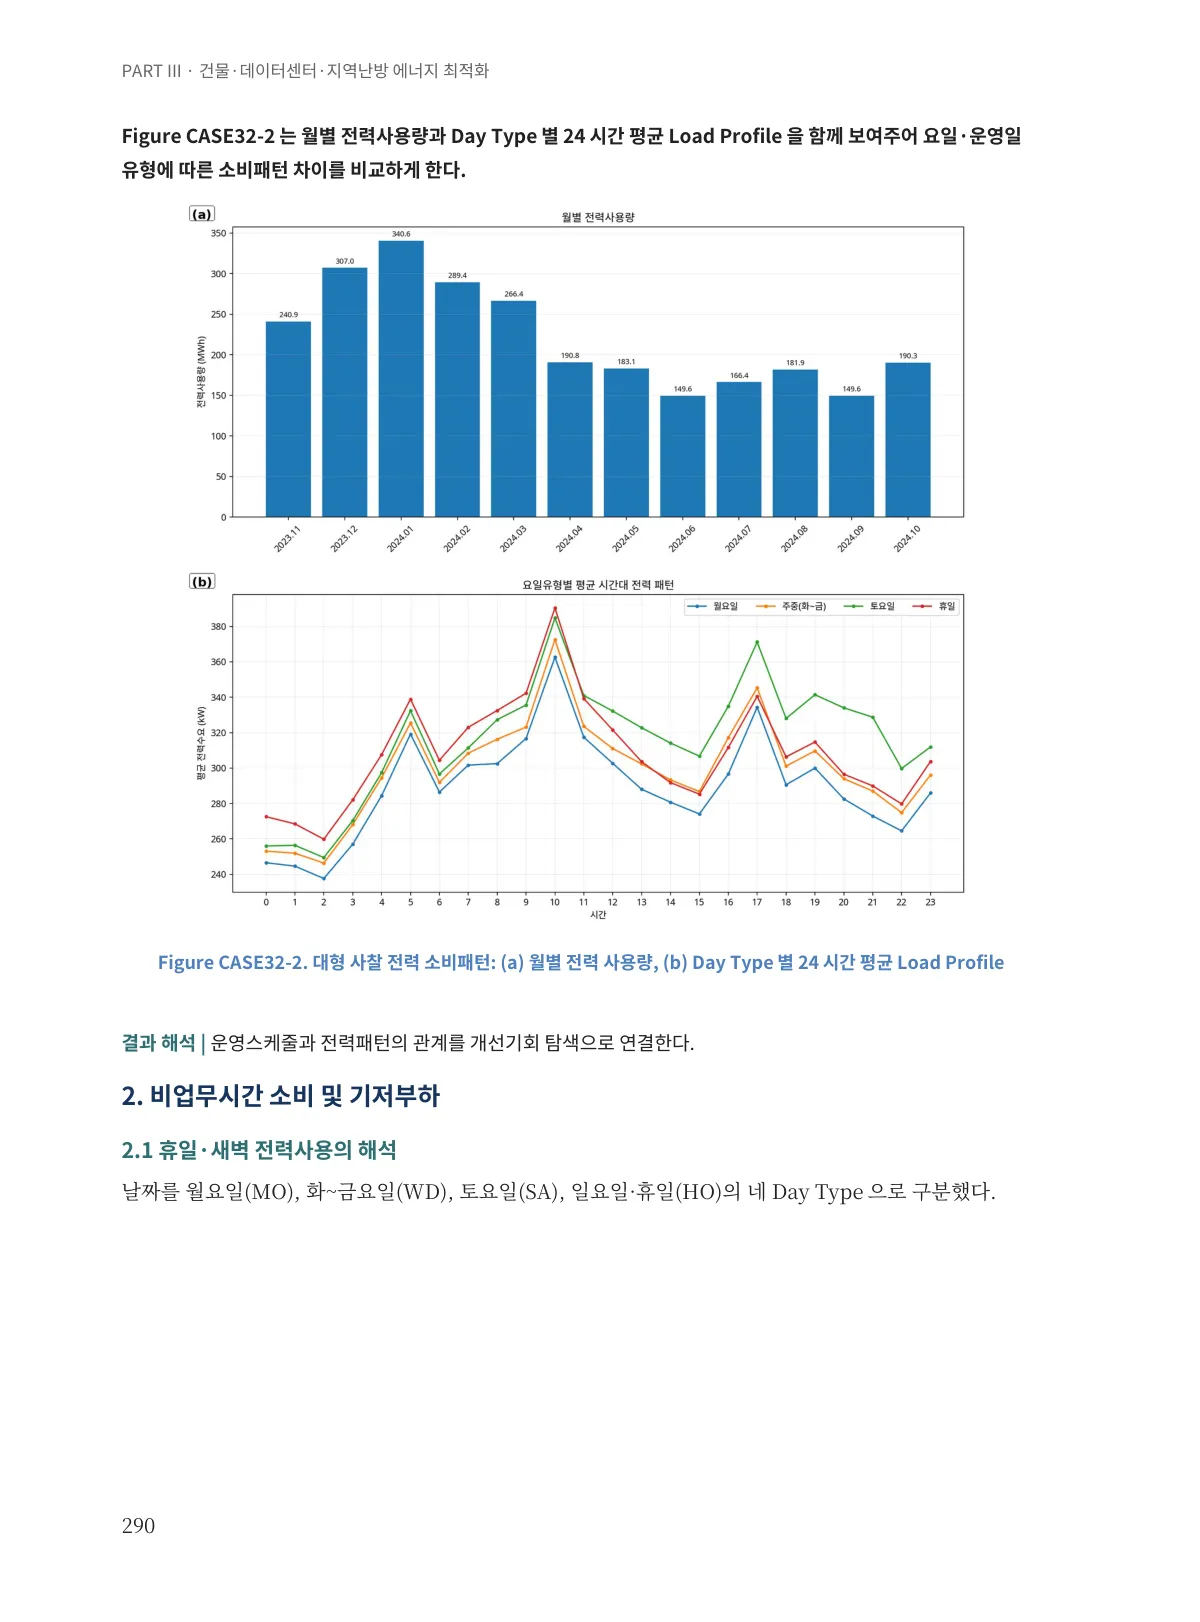 PART III · 건물·데이터센터·지역난방 에너지 최적화
Figure CASE32-2 는 월별 전력사용량과 Day Type 별 24 시간 평균 Load Profile 을 함께 보여주어 요일·운영일
유형에 따른 소비패턴 차이를 비교하게 한다.
(a)
월별 전력사용량
전력사용량 (MWh)
350
300
250
200
150
100
50
0
240.9
307.0
340.6
289.4
266.4
190.8
183.1
149.6
166.4
181.9
149.6
190.3
2023.11
2023.12
2024.01
2024.02
2024.03
2024.04
2024.05
2024.06
2024.07
2024.08
2024.09
2024.10
(b)
요일유형별 평균 시간대 전력 패턴
월요일 주중(화~금) 토요일 휴일
평균 전력수요 (kW)
380
360
340
320
300
280
260
240
0 1 2 3 4 5 6 7 8 9 10 11 12 13 14 15 16 17 18 19 20 21 22 23
시간
Figure CASE32-2. 대형 사찰 전력 소비패턴: (a) 월별 전력 사용량, (b) Day Type 별 24 시간 평균 Load Profile
결과 해석 | 운영스케줄과 전력패턴의 관계를 개선기회 탐색으로 연결한다.
2. 비업무시간 소비 및 기저부하
2.1 휴일·새벽 전력사용의 해석
날짜를 월요일(MO), 화~금요일(WD), 토요일(SA), 일요일·휴일(HO)의 네 Day Type 으로 구분했다.
290